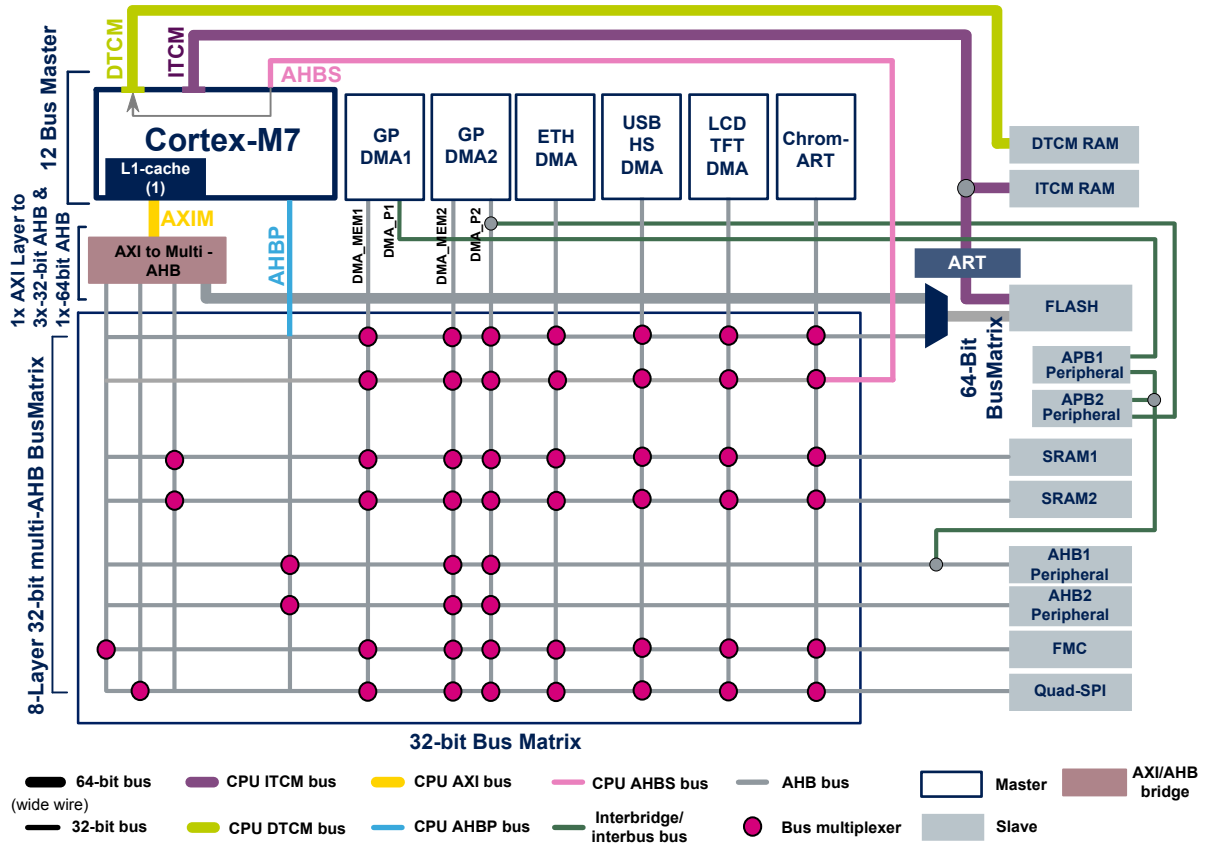 DTCM
ITCM
AHBS
12 Bus Master
Cortex-M7
L1-cache
(1)
GP
DMA1
GP
DMA2
ETH
DMA
USB
HS
DMA
LCD
TFT
DMA
Chrom-
ART
DTCM RAM
ITCM RAM
AXIM
AHBP
DMA_MEM1
DMA_P1
DMA_MEM2
DMA_P2
1x AXI Layer to
3x-32-bit AHB &
1x-64bit AHB
AXI to Multi -
AHB
ART
FLASH
64-Bit
BusMatrix
APB1
Peripheral
APB2
Peripheral
8-Layer 32-bit multi-AHB BusMatrix
SRAM1
SRAM2
AHB1
Peripheral
AHB2
Peripheral
FMC
Quad-SPI
32-bit Bus Matrix
64-bit bus
(wide wire)
32-bit bus
CPU ITCM bus
CPU DTCM bus
CPU AXI bus
CPU AHBP bus
CPU AHBS bus
Interbridge/
interbus bus
AHB bus
Bus multiplexer
Master
Slave
AXI/AHB
bridge